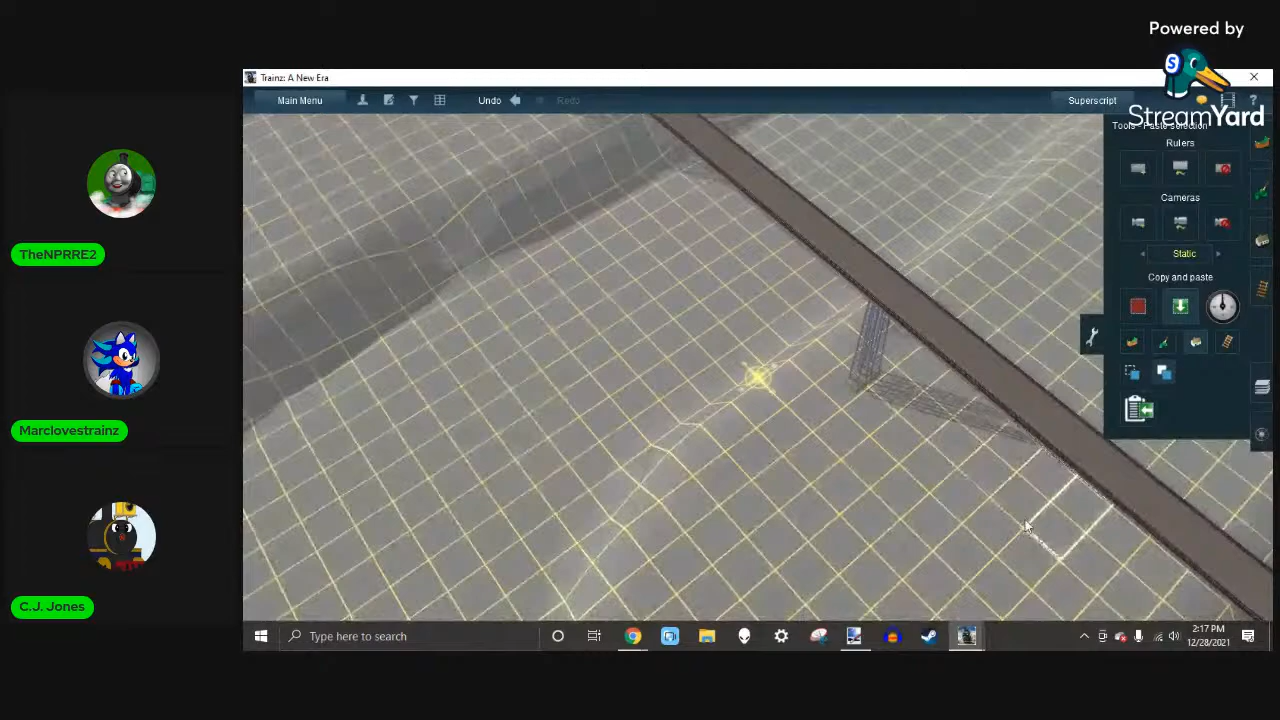 Powered by
StreamYard
Trainz: A New Era
Main Menu
Undo
Redo
Superscript
?
Tools - Paste selection
Rulers
Cameras
Static
Copy and paste
TheNPRRE2
Marclovestrainz
C.J. Jones
Type here to search
2:17 PM
12/28/2021